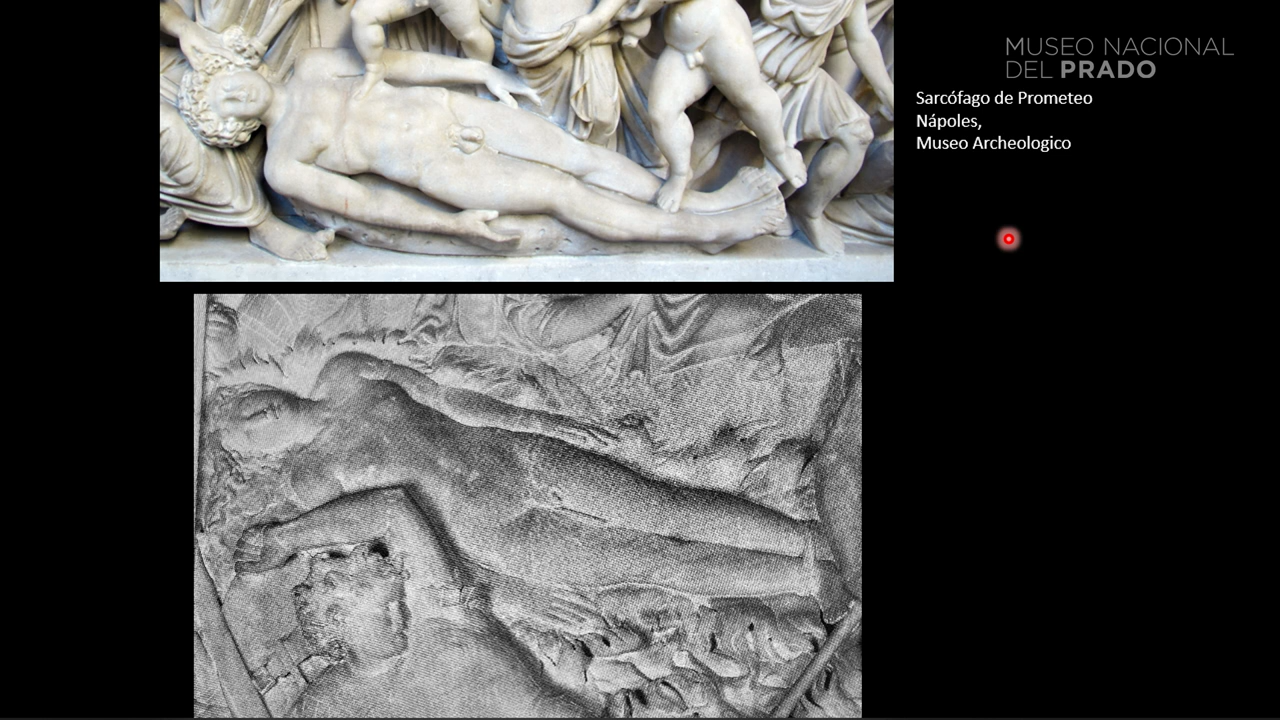 MUSEO NACIONAL
DEL PRADO
Sarcófago de Prometeo
Nápoles,
Museo Archeologico